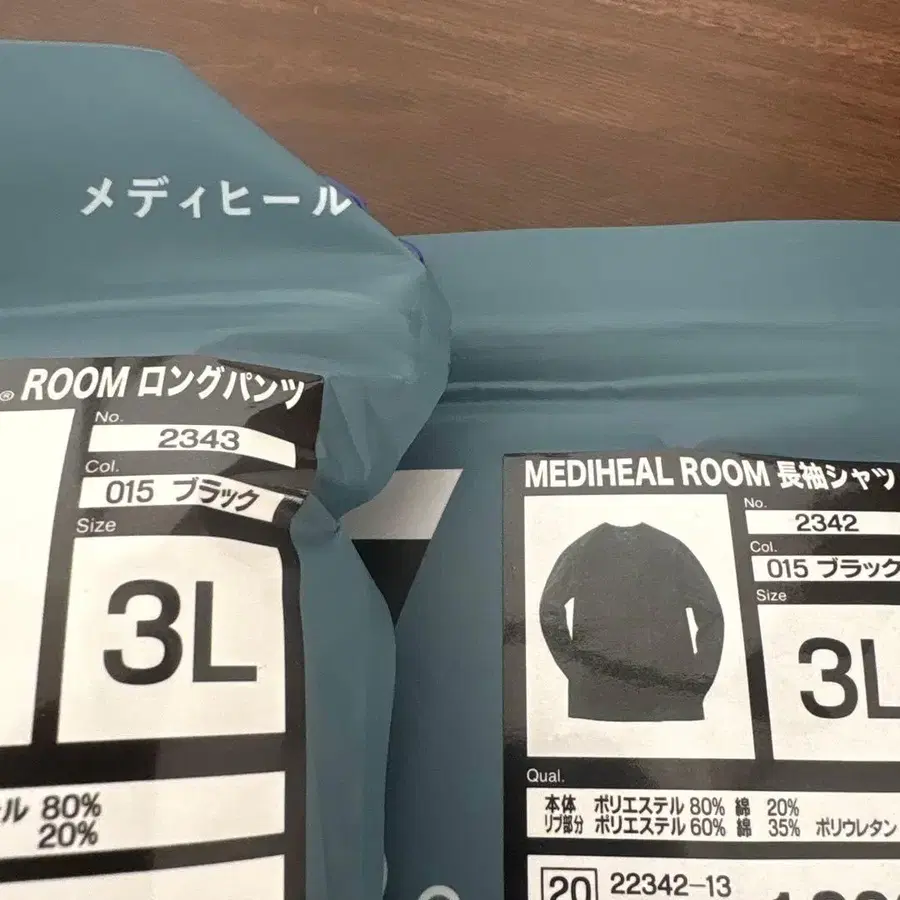 メディヒール
® ROOM ロングパンツ
No.
2343
Col.
015 ブラック
Size
3L
ール 80%
20%
MEDIHEAL ROOM 長袖シャツ
No.
2342
Col.
015 ブラック
Size
3L
Qual.
本体 ポリエステル 80% 綿 20%
リブ部分 ポリエステル 60% 綿 35% ポリウレタン
20 22342-13